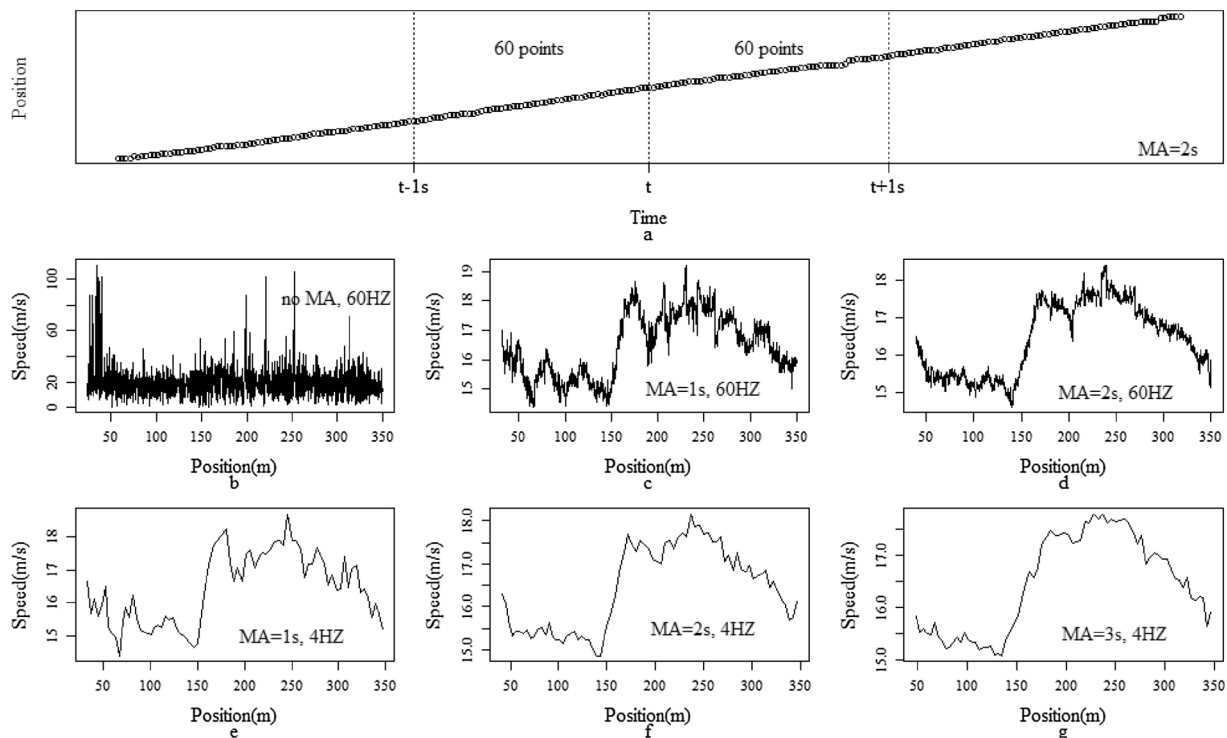 Position
60 points
60 points
MA=2s
t-1s
t
t+1s
Time
a
Speed(m/s)
0 20 60 100
no MA, 60HZ
50 100 150 200 250 300 350
Position(m)
b
Speed(m/s)
15 16 17 18 19
MA=1s, 60HZ
50 100 150 200 250 300 350
Position(m)
c
Speed(m/s)
15 16 17 18
MA=2s, 60HZ
50 100 150 200 250 300 350
Position(m)
d
Speed(m/s)
15 16 17 18
MA=1s, 4HZ
50 100 150 200 250 300 350
Position(m)
e
Speed(m/s)
15.0 16.0 17.0 18.0
MA=2s, 4HZ
50 100 150 200 250 300 350
Position(m)
f
Speed(m/s)
15.0 16.0 17.0
MA=3s, 4HZ
50 100 150 200 250 300 350
Position(m)
g